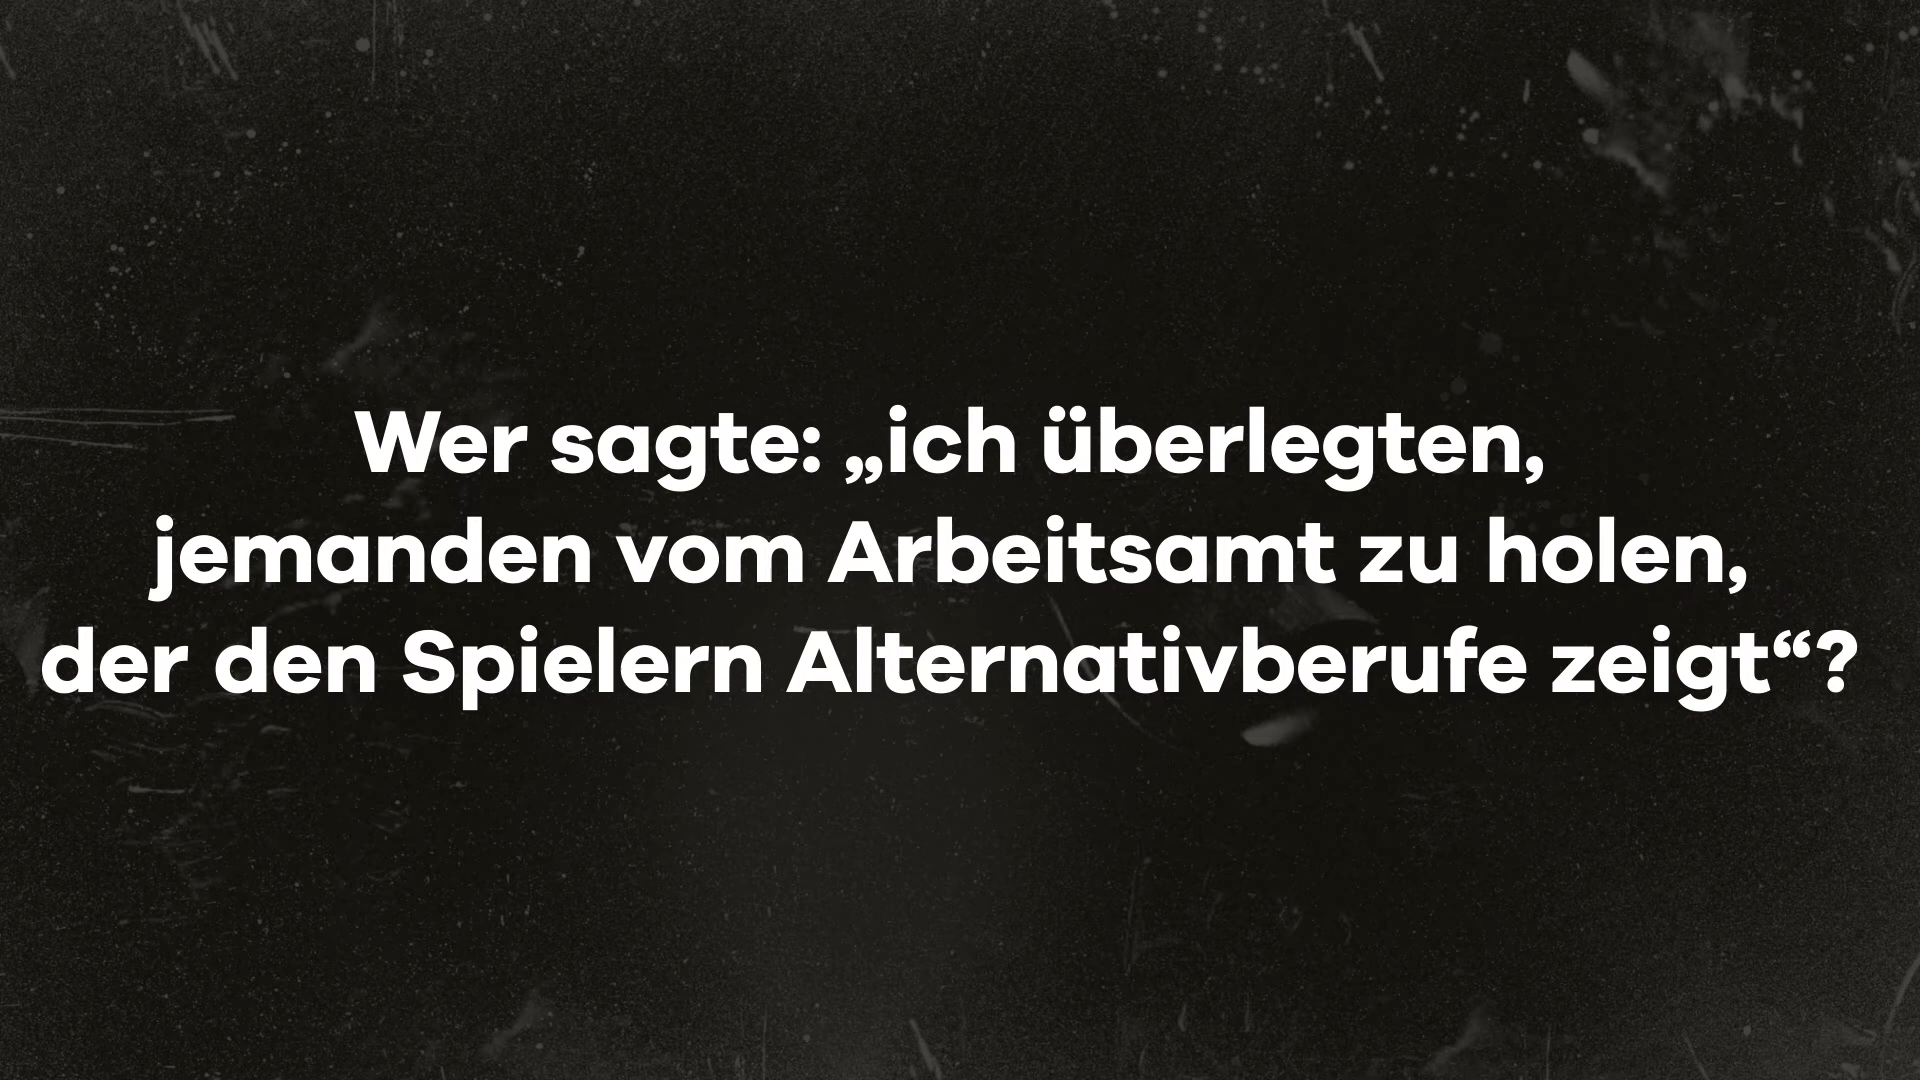 Wer sagte: „ich überlegten,
jemanden vom Arbeitsamt zu holen,
der den Spielern Alternativberufe zeigt“?